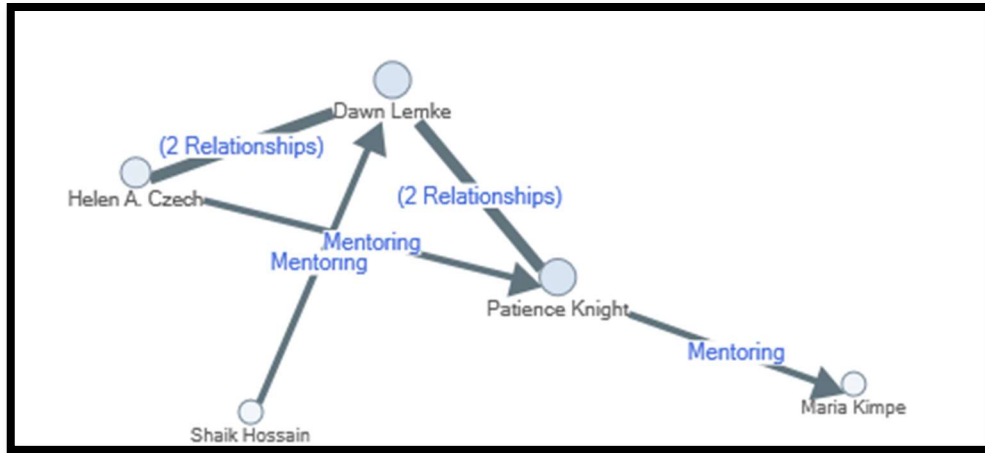 Dawn Lemke
(2 Relationships)
Helen A. Czech
(2 Relationships)
Mentoring
Mentoring
Patience Knight
Mentoring
Maria Kimpe
Shaik Hossain